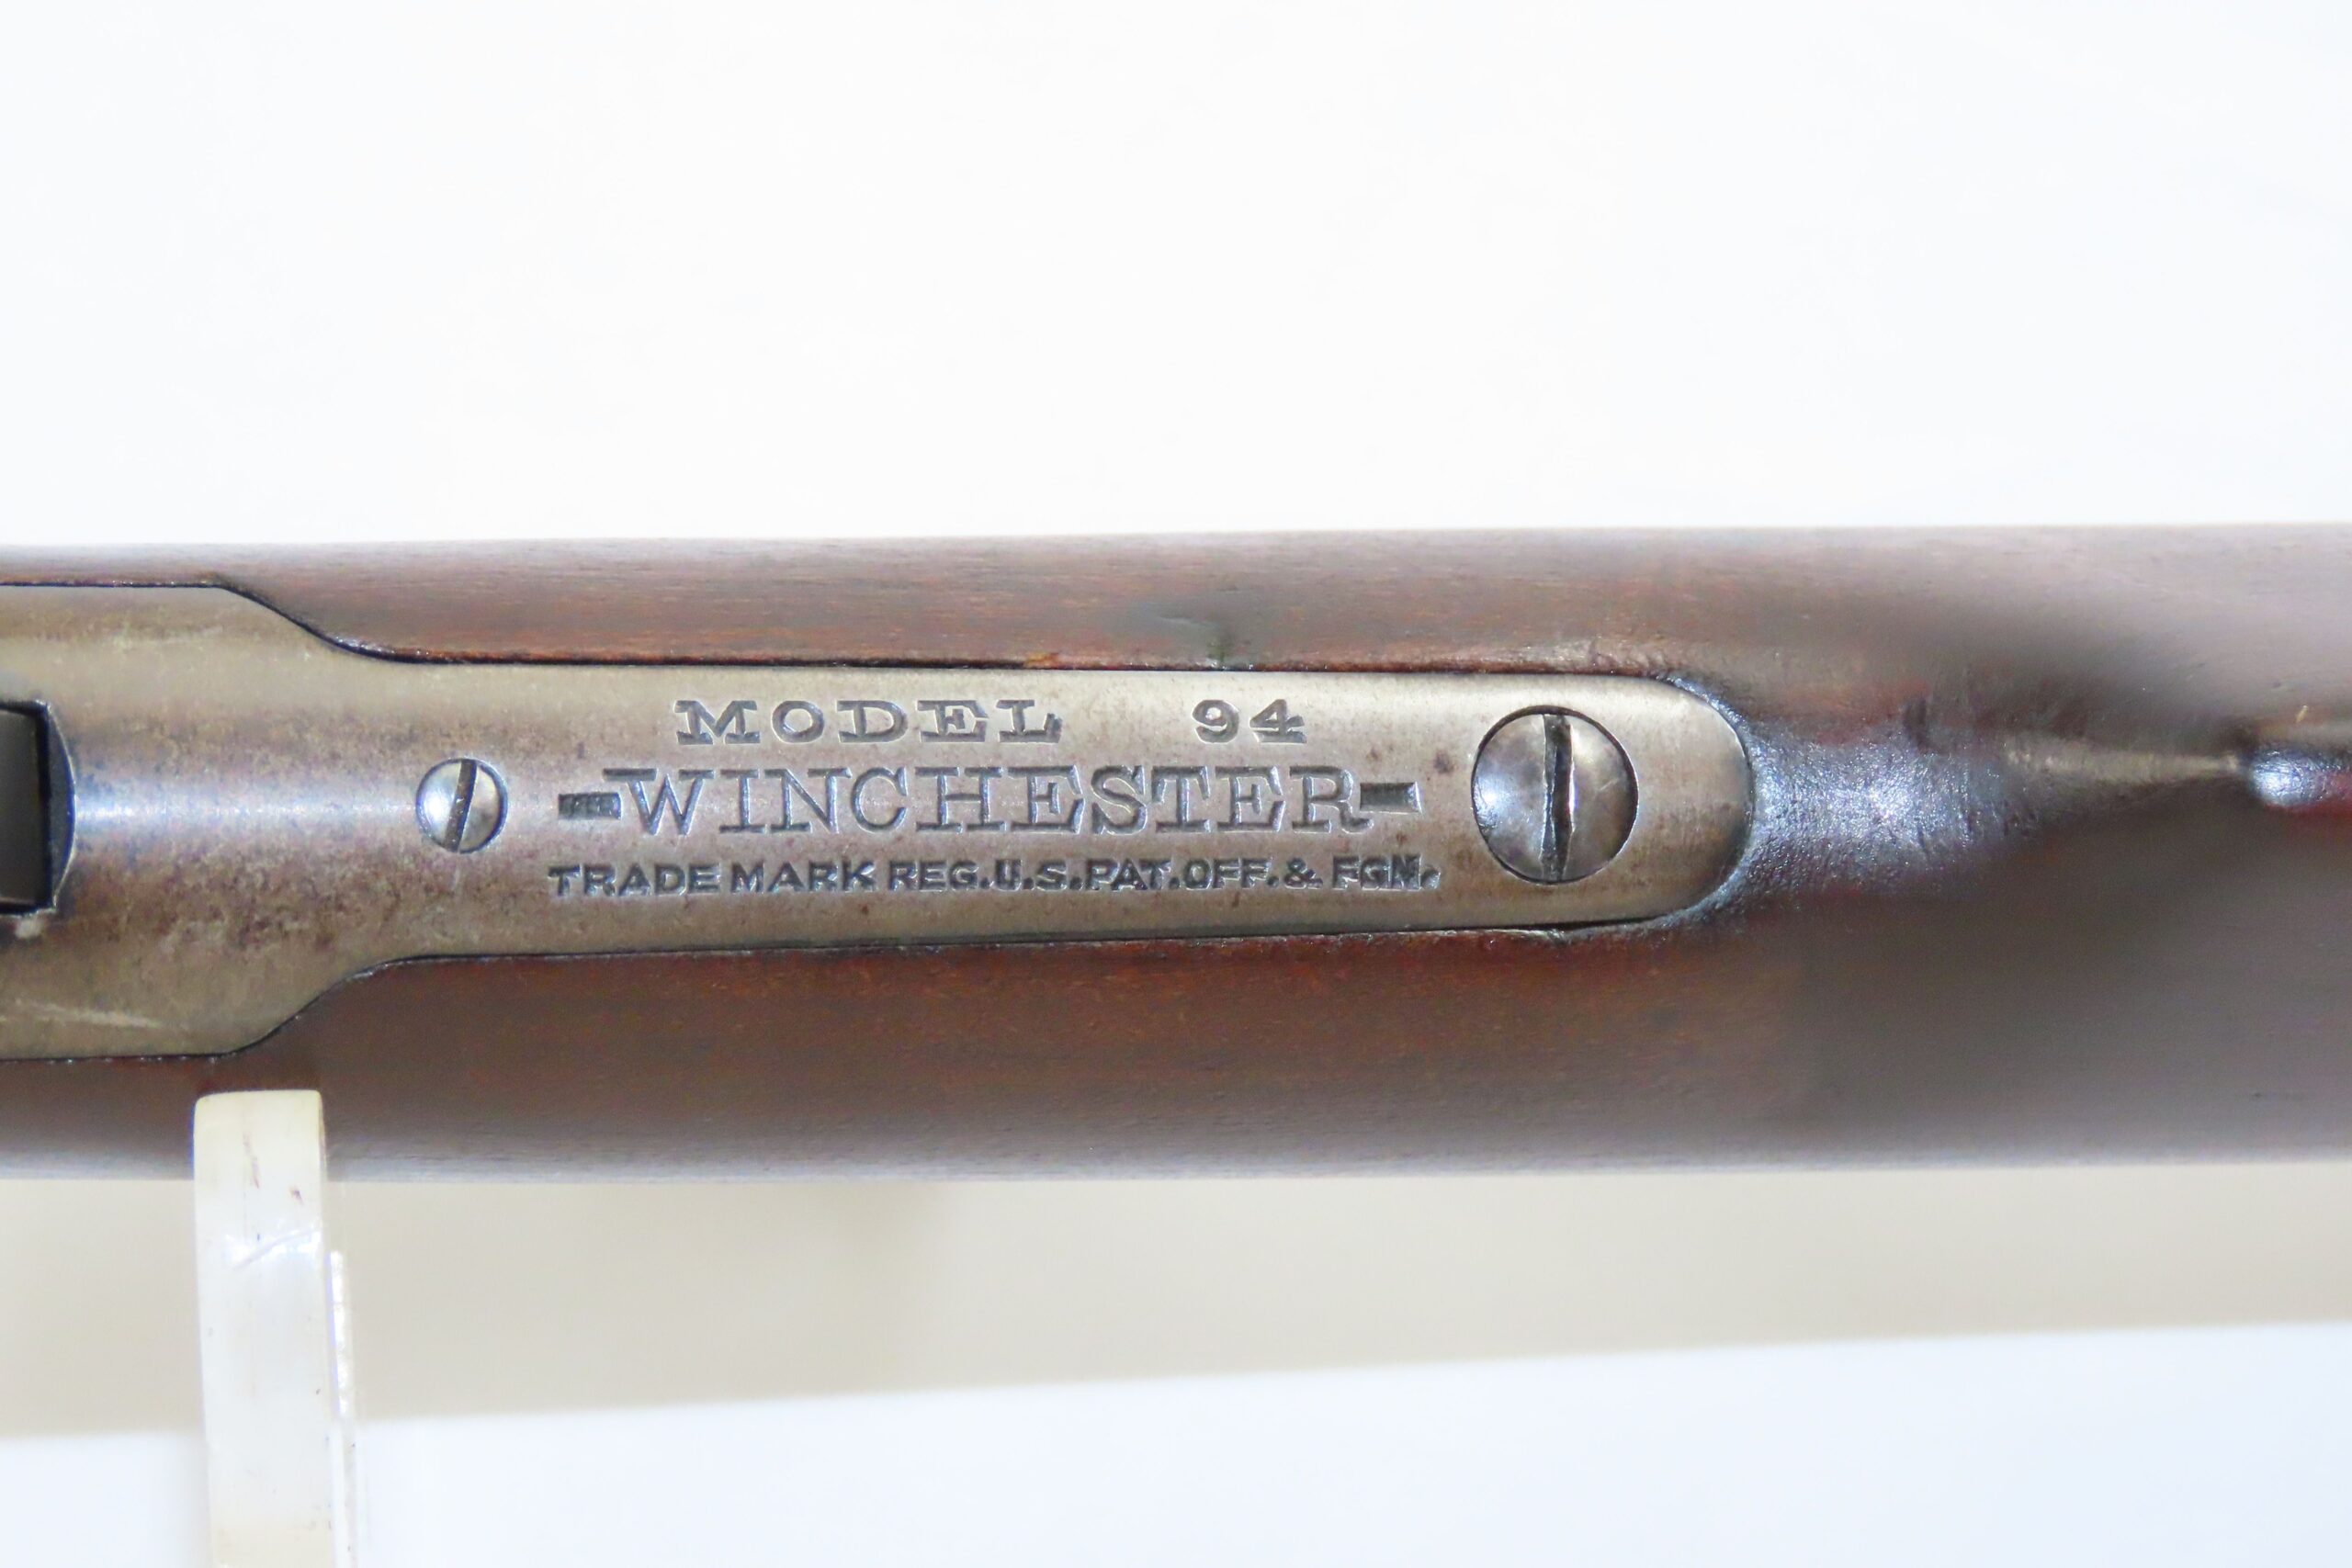 MODEL 94
-WINCHESTER-
TRADE MARK REG.U.S.PAT.OFF.& FGN.